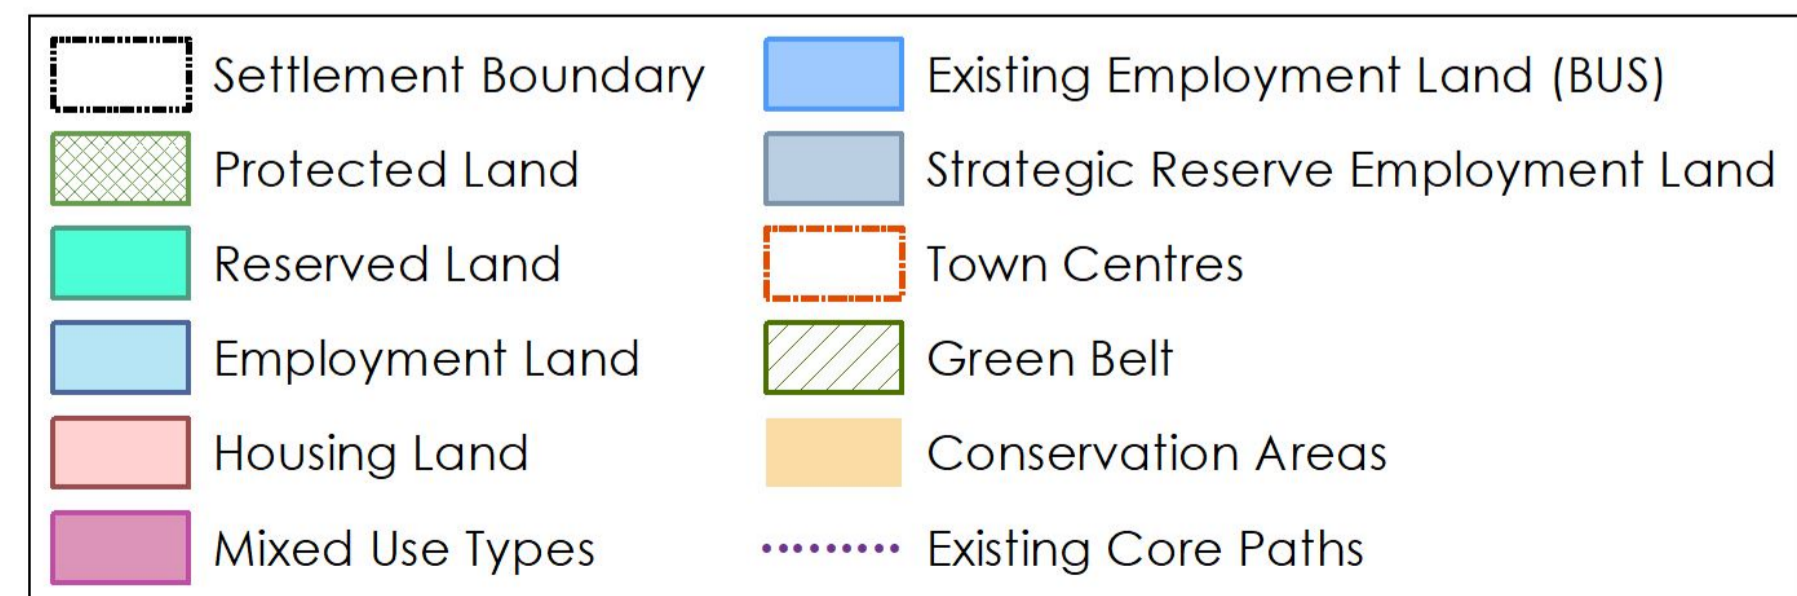 Settlement Boundary
Protected Land
Reserved Land
Employment Land
Housing Land
Mixed Use Types
Existing Employment Land (BUS)
Strategic Reserve Employment Land
Town Centres
Green Belt
Conservation Areas
Existing Core Paths